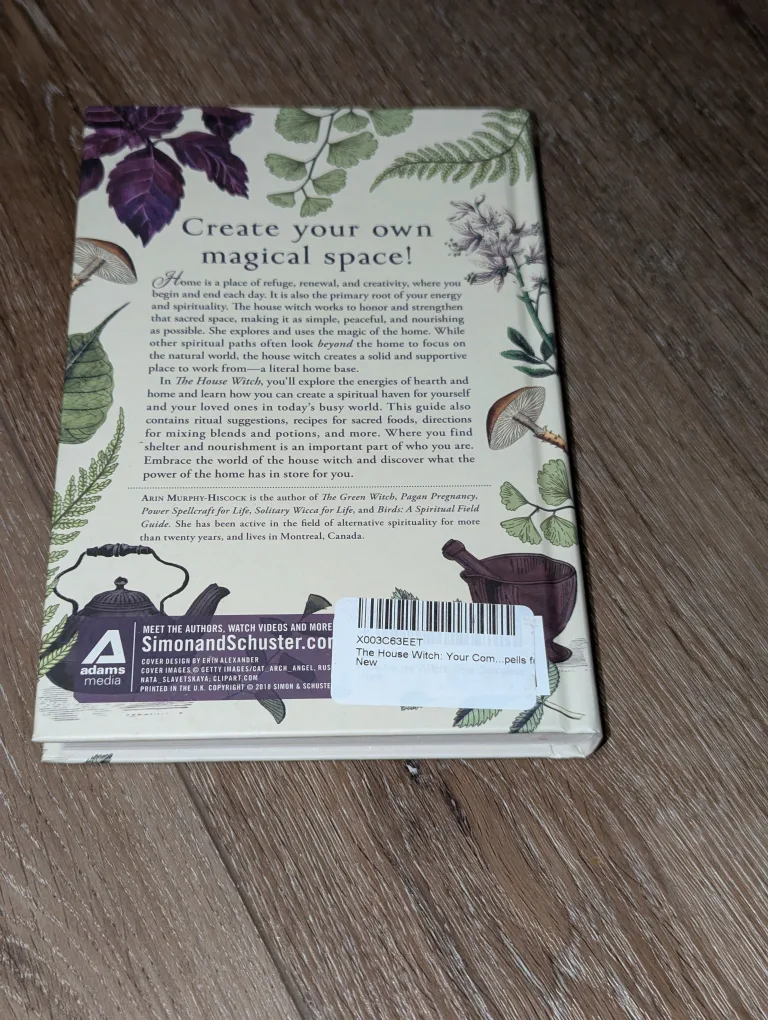 Create your own
magical space!
Home is a place of refuge, renewal, and creativity, where you
begin and end each day. It is also the primary root of your energy
and spirituality. The house witch works to honor and strengthen
that sacred space, making it as simple, peaceful, and nourishing
as possible. She explores and uses the magic of the home. While
other spiritual paths often look beyond the home to focus on
the natural world, the house witch creates a solid and supportive
place to work from—a literal home base.
In The House Witch, you'll explore the energies of hearth and
home and learn how you can create a spiritual haven for yourself
and your loved ones in today's busy world. This guide also
contains ritual suggestions, recipes for sacred foods, directions
for mixing blends and potions, and more. Where you find
shelter and nourishment is an important part of who you are.
Embrace the world of the house witch and discover what the
power of the home has in store for you.
ARIN MURPHY-HISCOCK is the author of The Green Witch, Pagan Pregnancy,
Power Spellcraft for Life, Solitary Wicca for Life, and Birds: A Spiritual Field
Guide. She has been active in the field of alternative spirituality for more
than twenty years, and lives in Montreal, Canada.
adams
media
MEET THE AUTHORS, WATCH VIDEOS AND MORE
SimonandSchuster.com
COVER DESIGN BY ERIN ALEXANDER
COVER IMAGES © GETTY IMAGES/CAT_ARCH_ANGEL, RUS
NATA_SLAVETSKAYA; CLIPART.COM
PRINTED IN THE U.K. COPYRIGHT © 2018 SIMON & SCHUSTE
X003C63EET
The House Witch: Your Com...pells f
New